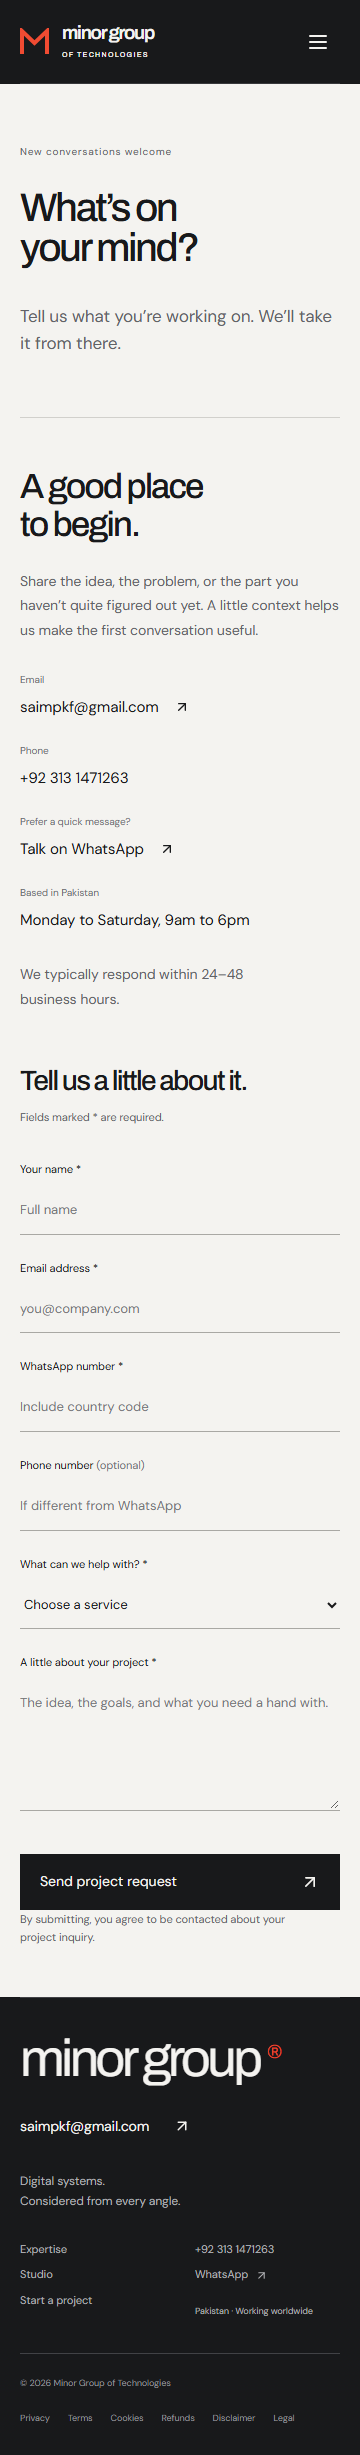 minor group
OF TECHNOLOGIES
New conversations welcome
What’s on
your mind?
Tell us what you’re working on. We’ll take
it from there.
A good place
to begin.
Share the idea, the problem, or the part you
haven’t quite figured out yet. A little context helps
us make the first conversation useful.
Email
saimpkf@gmail.com
Phone
+92 313 1471263
Prefer a quick message?
Talk on WhatsApp
Based in Pakistan
Monday to Saturday, 9am to 6pm
We typically respond within 24–48
business hours.
Tell us a little about it.
Fields marked * are required.
Your name *
Full name
Email address *
you@company.com
WhatsApp number *
Include country code
Phone number (optional)
If different from WhatsApp
What can we help with? *
Choose a service
A little about your project *
The idea, the goals, and what you need a hand with.
Send project request
By submitting, you agree to be contacted about your
project inquiry.
minor group ®
saimpkf@gmail.com
Digital systems.
Considered from every angle.
Expertise
Studio
Start a project
+92 313 1471263
WhatsApp
Pakistan · Working worldwide
© 2026 Minor Group of Technologies
Privacy Terms Cookies Refunds Disclaimer Legal